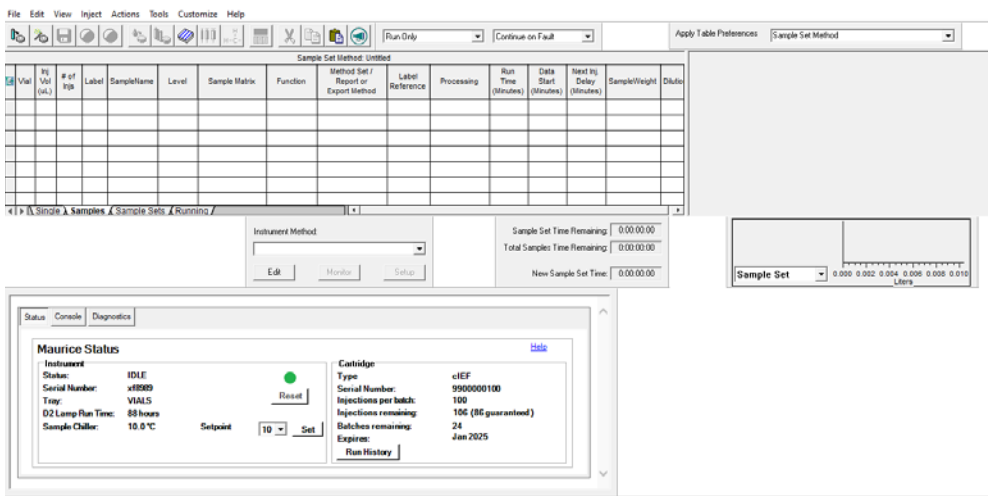 File Edit View Inject Actions Tools Customize Help
Run Only Continue on Fault Apply Table Preferences Sample Set Method
Sample Set Method: Untitled
Vial Inj Vol (uL) # of Injs Label SampleName Level Sample Matrix Function Method Set / Report or Export Method Label Reference Processing Run Time (Minutes) Data Start (Minutes) Next Inj. Delay (Minutes) SampleWeight Dilutio
Single Samples Sample Sets Running
Instrument Method:
Edit Monitor Setup
Sample Set Time Remaining: 0:00:00:00
Total Samples Time Remaining: 0:00:00:00
New Sample Set Time: 0:00:00:00
Sample Set 0.000 0.002 0.004 0.006 0.008 0.010
Liters
Status Console Diagnostics
Maurice Status Help
Instrument
Status: IDLE
Serial Number: xf8989
Tray: VIALS
D2 Lamp Run Time: 88 hours
Sample Chiller: 10.0 °C Setpoint 10 Set
Reset
Cartridge
Type cIEF
Serial Number: 9900000100
Injections per batch: 100
Injections remaining: 106 (86 guaranteed)
Batches remaining: 24
Expires: Jan 2025
Run History